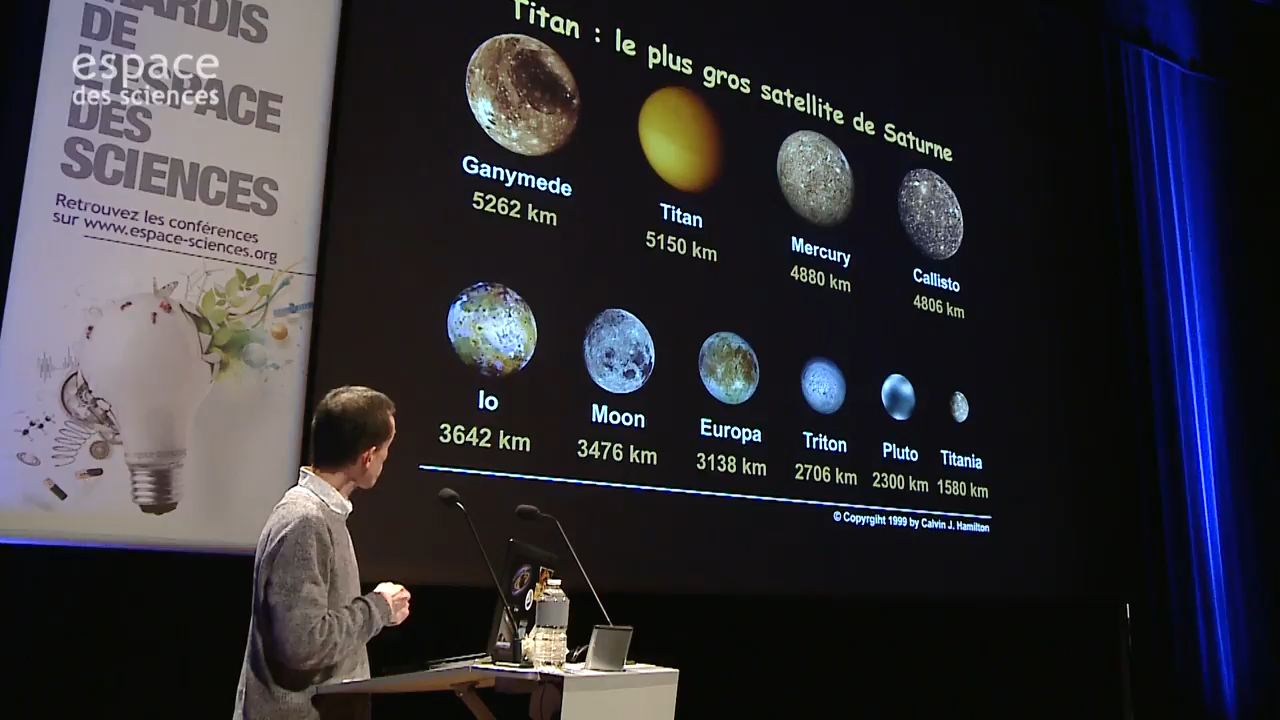 MARDIS
DE
L'ESPACE
DES
SCIENCES
Retrouvez les conférences
sur www.espace-sciences.org
espace
des sciences
Titan : le plus gros satellite de Saturne
Ganymede
5262 km
Titan
5150 km
Mercury
4880 km
Callisto
4806 km
Io
3642 km
Moon
3476 km
Europa
3138 km
Triton
2706 km
Pluto
2300 km
Titania
1580 km
© Copyrgiht 1999 by Calvin J. Hamilton